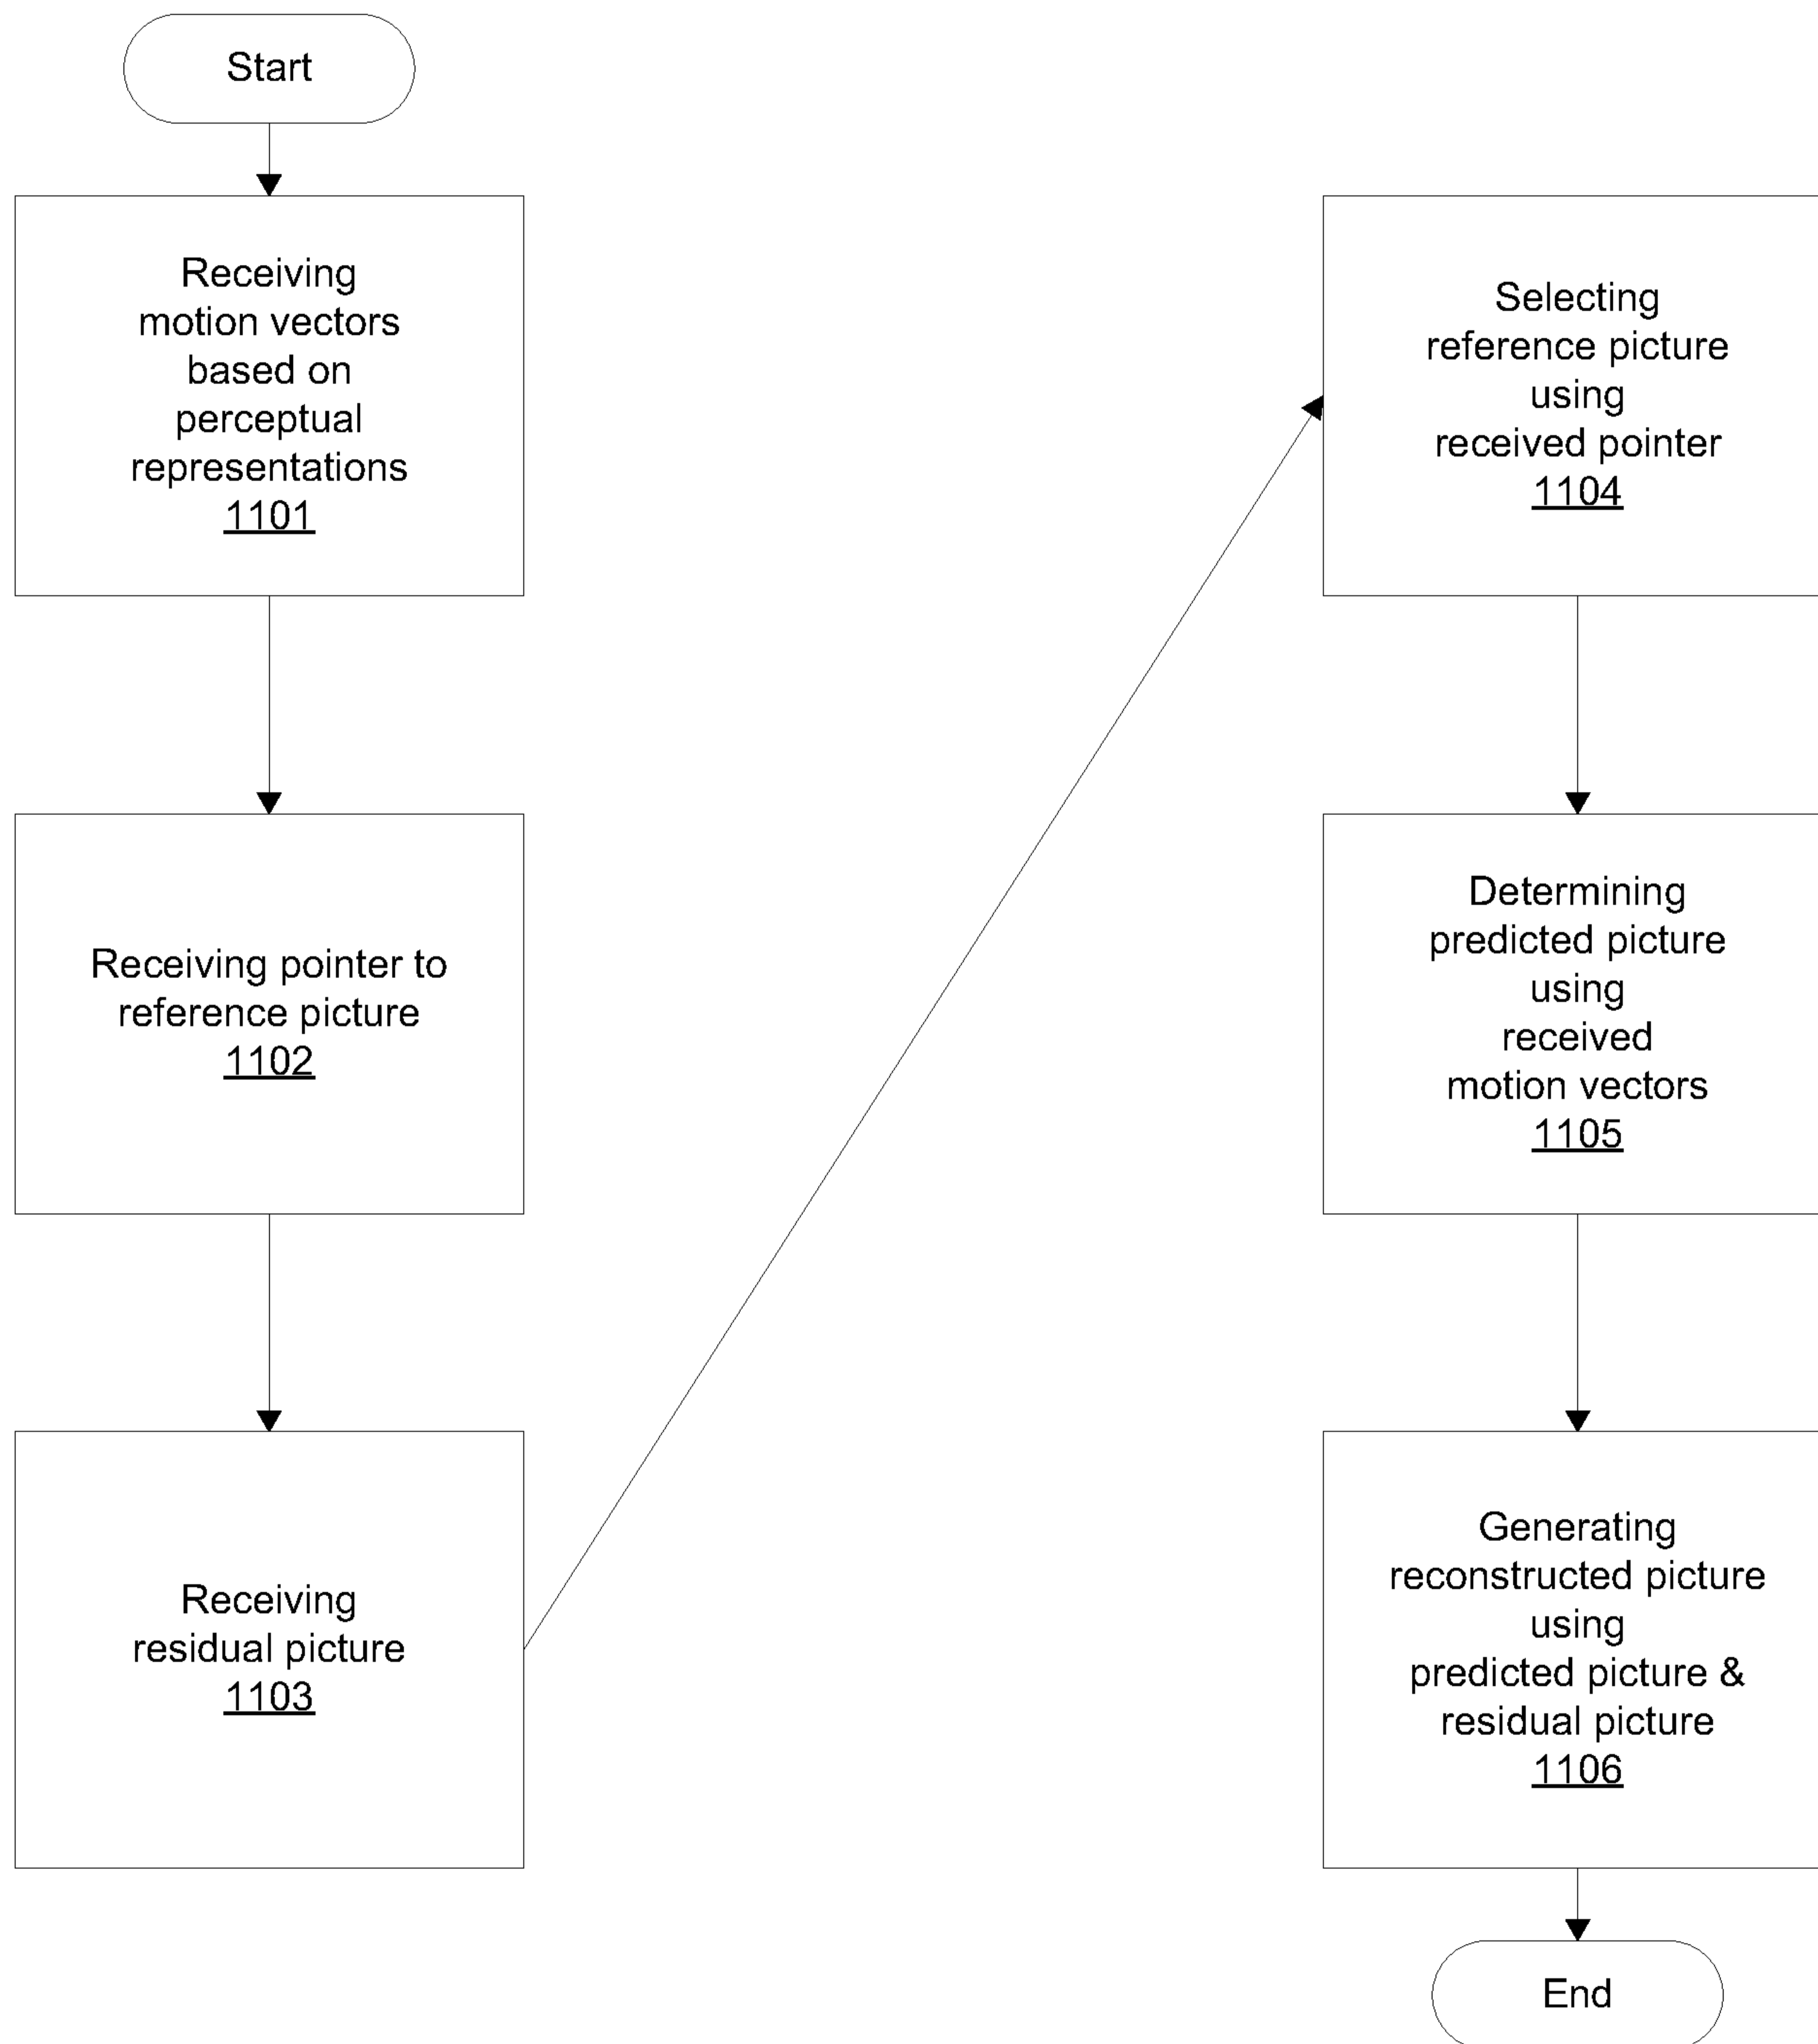 Start
Receiving
motion vectors
based on
perceptual
representations
1101
Receiving pointer to
reference picture
1102
Receiving
residual picture
1103
Selecting
reference picture
using
received pointer
1104
Determining
predicted picture
using
received
motion vectors
1105
Generating
reconstructed picture
using
predicted picture &
residual picture
1106
End